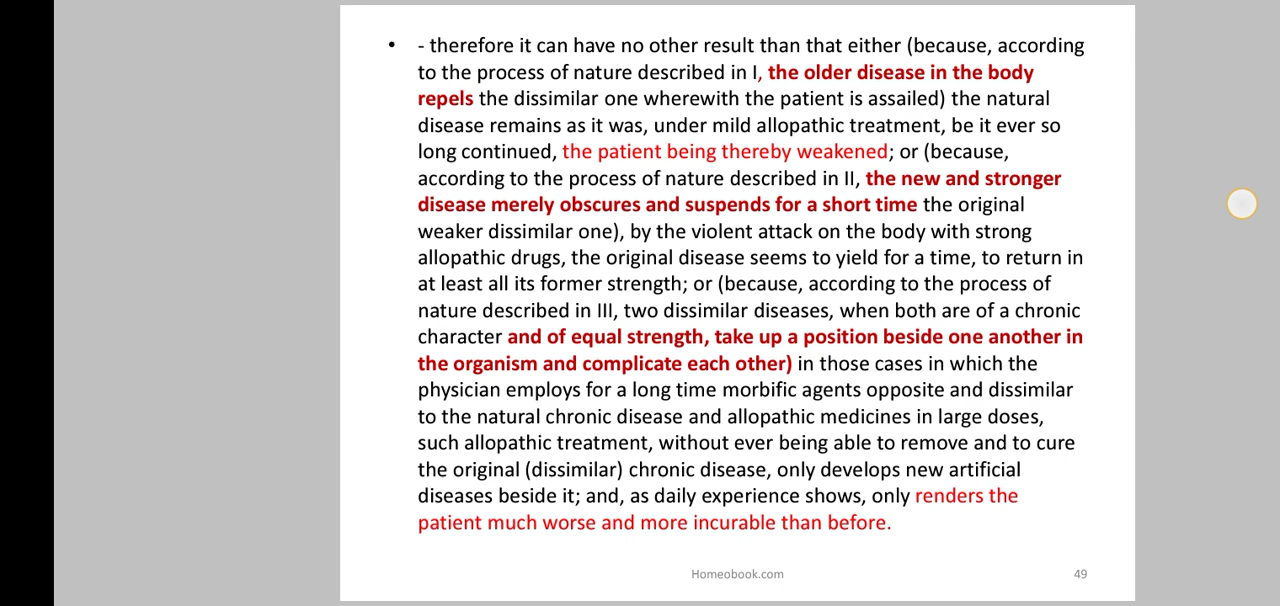 • - therefore it can have no other result than that either (because, according
to the process of nature described in I, the older disease in the body
repels the dissimilar one wherewith the patient is assailed) the natural
disease remains as it was, under mild allopathic treatment, be it ever so
long continued, the patient being thereby weakened; or (because,
according to the process of nature described in II, the new and stronger
disease merely obscures and suspends for a short time the original
weaker dissimilar one), by the violent attack on the body with strong
allopathic drugs, the original disease seems to yield for a time, to return in
at least all its former strength; or (because, according to the process of
nature described in III, two dissimilar diseases, when both are of a chronic
character and of equal strength, take up a position beside one another in
the organism and complicate each other) in those cases in which the
physician employs for a long time morbific agents opposite and dissimilar
to the natural chronic disease and allopathic medicines in large doses,
such allopathic treatment, without ever being able to remove and to cure
the original (dissimilar) chronic disease, only develops new artificial
diseases beside it; and, as daily experience shows, only renders the
patient much worse and more incurable than before.
Homeobook.com 49